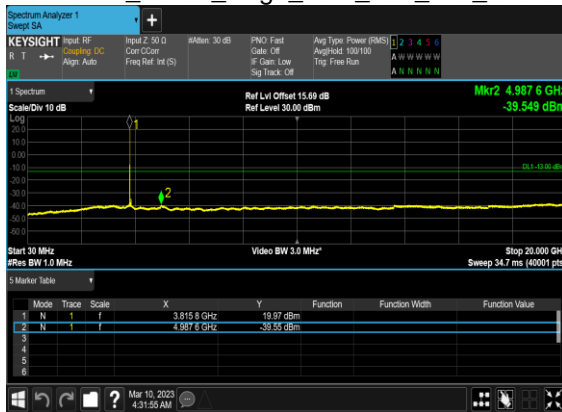 Spectrum Analyzer 1
Swept SA
KEYSIGHT Input: RF Input Z: 50 Ω #Atten: 30 dB PNO: Fast Avg Type: Power (RMS) 1 2 3 4 5 6
R T Coupling: DC Corr CCorr Gate: Off Avg|Hold: 100/100 A W W W W W
Align: Auto Freq Ref: Int (S) IF Gain: Low Trig: Free Run
Sig Track: Off A N N N N N
1 Spectrum
Ref Lvl Offset 15.69 dB Mkr2 4.987 6 GHz
Scale/Div 10 dB Ref Level 30.00 dBm -39.549 dBm
Log
20.0
10.0
0.00
-10.0
DL1 -13.00 dBm
-20.0
-30.0
-40.0
-50.0
-60.0
1
2
Start 30 MHz Video BW 3.0 MHz* Stop 20.000 GHz
#Res BW 1.0 MHz Sweep 34.7 ms (40001 pts)
5 Marker Table
Mode Trace Scale X Y Function Function Width Function Value
1 N 1 f 3.815 8 GHz 19.97 dBm
2 N 1 f 4.987 6 GHz -39.55 dBm
3
4
5
6
? Mar 10, 2023
4:31:55 AM